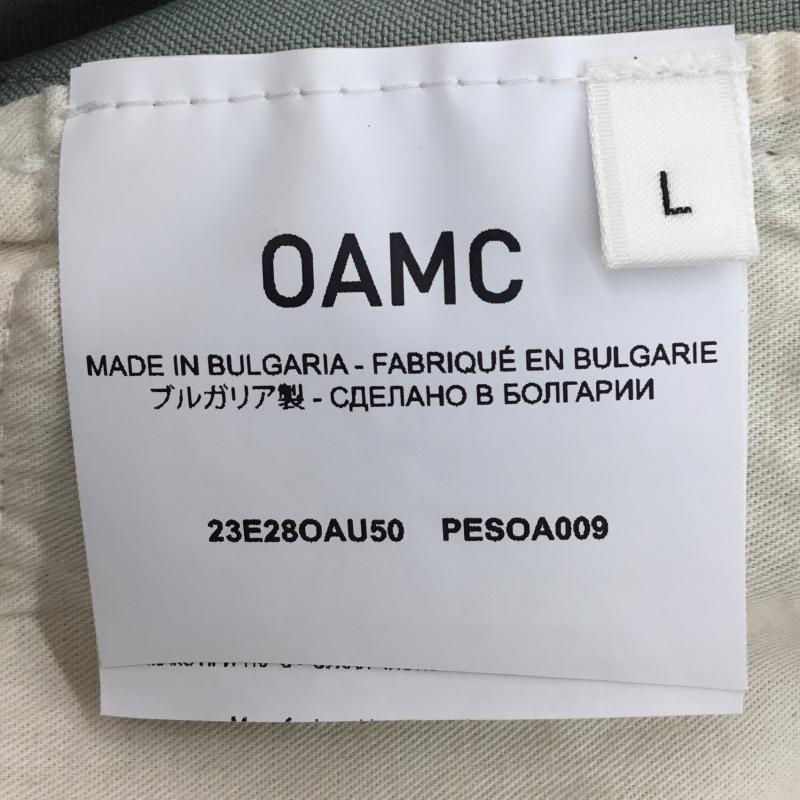 L
OAMC
MADE IN BULGARIA - FABRIQUÉ EN BULGARIE
ブルガリア製 - СДЕЛАНО В БОЛГАРИИ
23E28OAU50 PESOA009